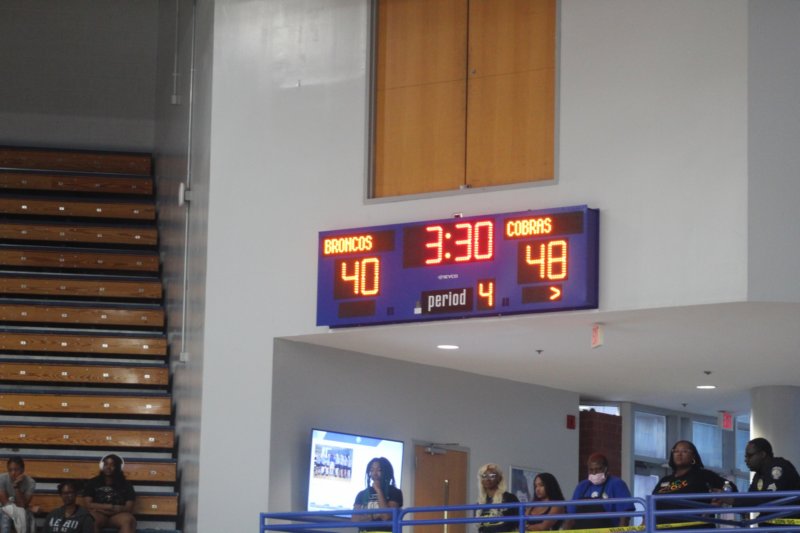 BRONCOS
3:30
COBRAS
40
48
period 4 >